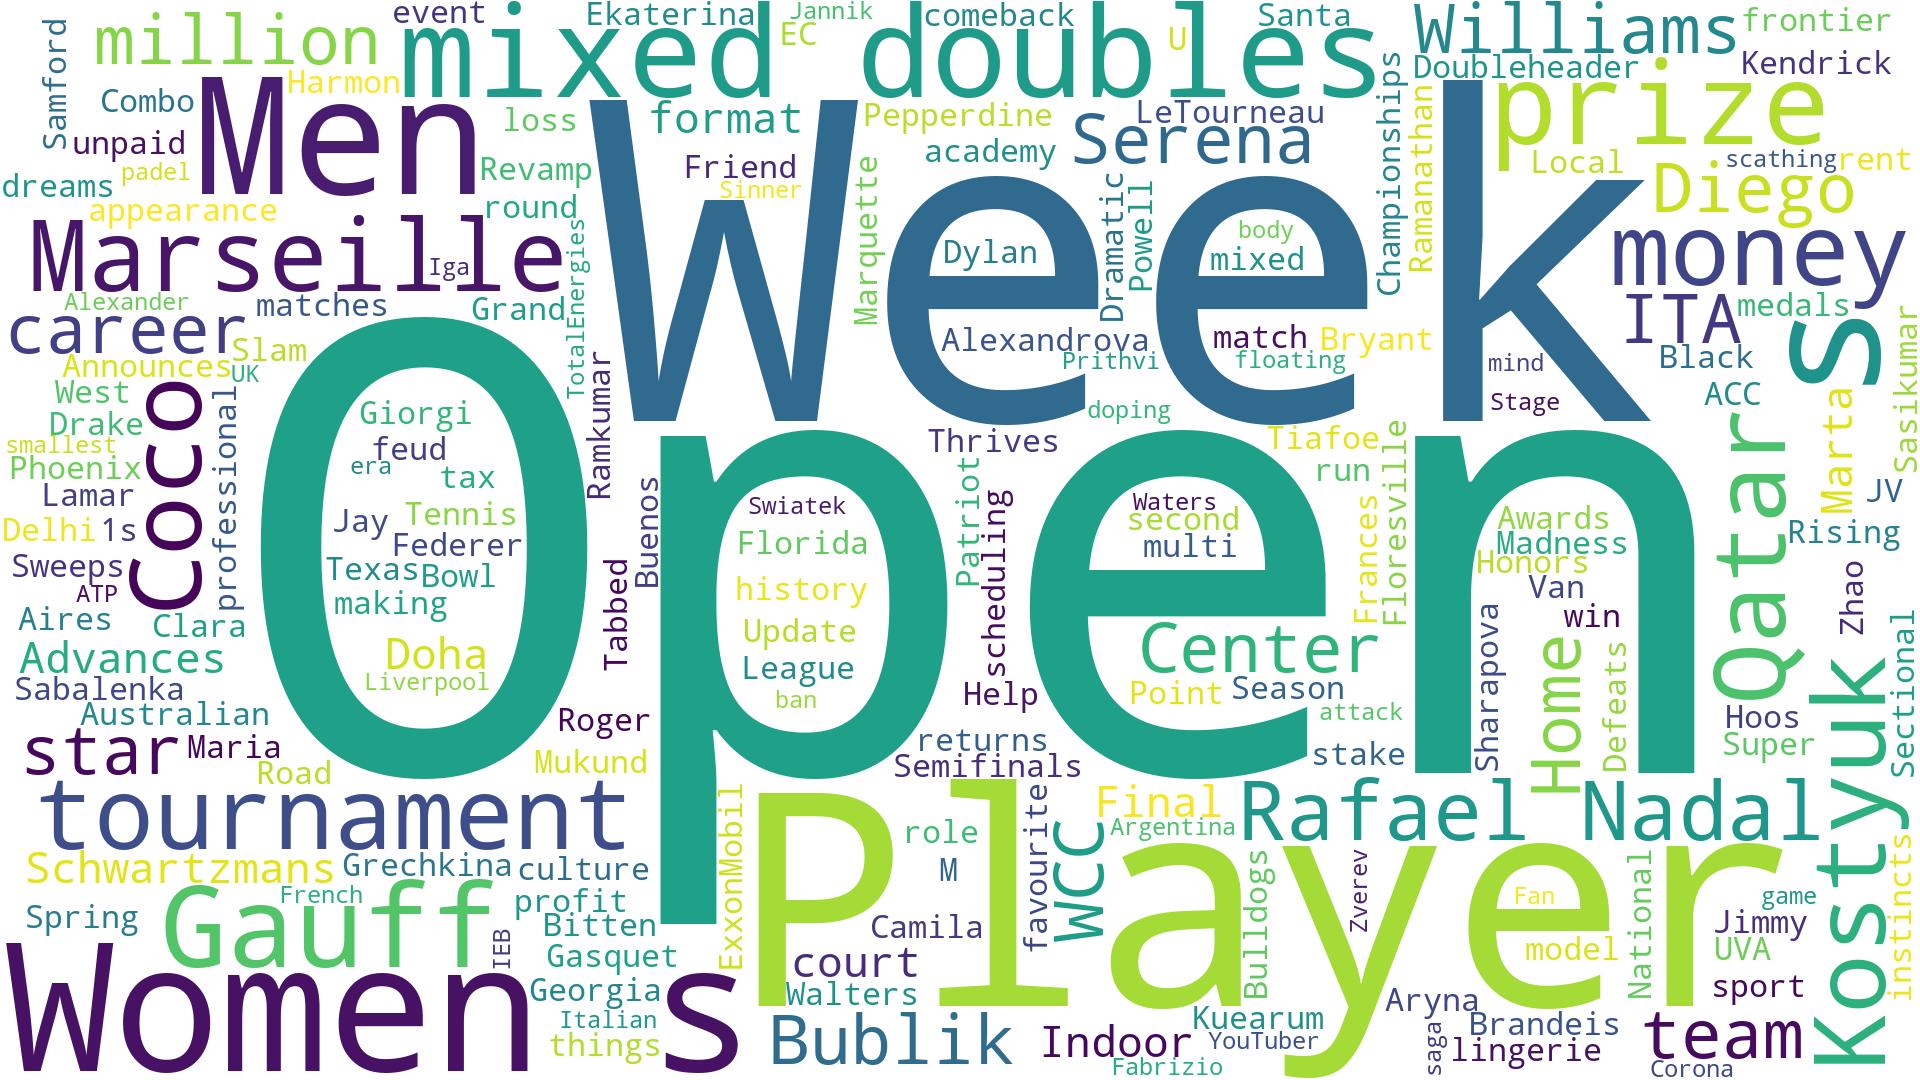 event
Ekaterina
Jannik
EC
comeback
U
Santa
Williams
frontier
million
mixed doubles
Doubleheader
Kendrick
Samford
Combo
Men
Harmon
loss
format
Pepperdine
LeTourneau
Serena
Championships
Ramanathan
prize
unpaid
padel
Revamp
Friend
Sinner
academy
Local
scathing
rent
dreams
appearance
round
Week
Marquette
Dramatic
Powell
Diego
Marseille
Iga
TotalEnergies
Dylan
body
mixed
money
Alexander
matches
Grand
career
Alexandrova
match
Bryant
ITA
medals
Announces
Slam
UK
Prithvi
floating
mind
Black
s
Sasikumar
West
Coco
professional
Ramkumar
doping
Stage
ACC
Marta
Drake
Giorgi
feud
Thrives
Tiafoe
smallest
Phoenix
era
tax
Open
Patriot
run
Floresville
Qatar
Lamar
Buenos
Swiatek
scheduling
Waters
JV
Delhi
1s
Jay
Tennis
Federer
Florida
second
multi
Frances
Awards
Madness
Rising
Sweeps
Texas
Bowl
Honors
ATP
making
Tabbed
history
Van
Zhao
Aires
Clara
Update
win
Advances
Doha
League
Center
Sharapova
Home
Defeats
Sectional
Sabalenka
Liverpool
ban
Help
Point
Season
Kostyuk
Australian
Roger
attack
Hoos
star
Maria
returns
stake
Super
Road
Mukund
Semifinals
tournament
ExxonMobil
Player
favourite
Final
Rafael Nadal
Argentina
role
WCC
Schwartzmans
Grechkina
culture
M
Bulldogs
Zverev
National
instincts
French
Gauff
profit
Fan
game
Spring
Bitten
Camila
Jimmy
IEB
Womens
Gasquet
court
model
UVA
Georgia
Walters
Aryna
sport
Italian
Bublik
Kuearum
Brandeis
team
things
Indoor
YouTuber
saga
lingerie
Fabrizio
Corona